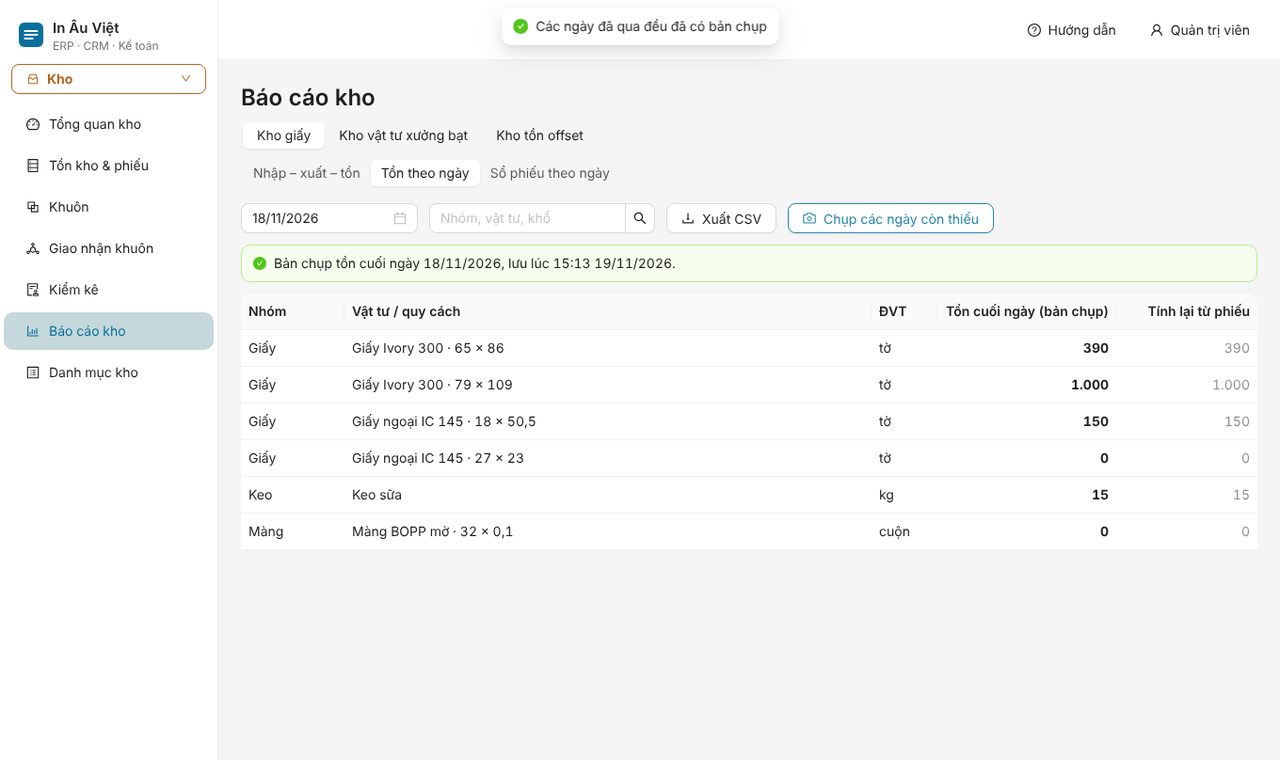 In Âu Việt
ERP · CRM · Kế toán
Các ngày đã qua đều đã có bản chụp
Hướng dẫn
Quản trị viên
Kho
Tổng quan kho
Tồn kho & phiếu
Khuôn
Giao nhận khuôn
Kiểm kê
Báo cáo kho
Danh mục kho
Báo cáo kho
Kho giấy Kho vật tư xưởng bạt Kho tồn offset
Nhập – xuất – tồn Tồn theo ngày Sổ phiếu theo ngày
18/11/2026 Nhóm, vật tư, khổ Xuất CSV Chụp các ngày còn thiếu
Bản chụp tồn cuối ngày 18/11/2026, lưu lúc 15:13 19/11/2026.
Nhóm Vật tư / quy cách ĐVT Tồn cuối ngày (bản chụp) Tính lại từ phiếu
Giấy Giấy Ivory 300 · 65 × 86 tờ 390 390
Giấy Giấy Ivory 300 · 79 × 109 tờ 1.000 1.000
Giấy Giấy ngoại IC 145 · 18 × 50,5 tờ 150 150
Giấy Giấy ngoại IC 145 · 27 × 23 tờ 0 0
Keo Keo sữa kg 15 15
Màng Màng BOPP mờ · 32 × 0,1 cuộn 0 0